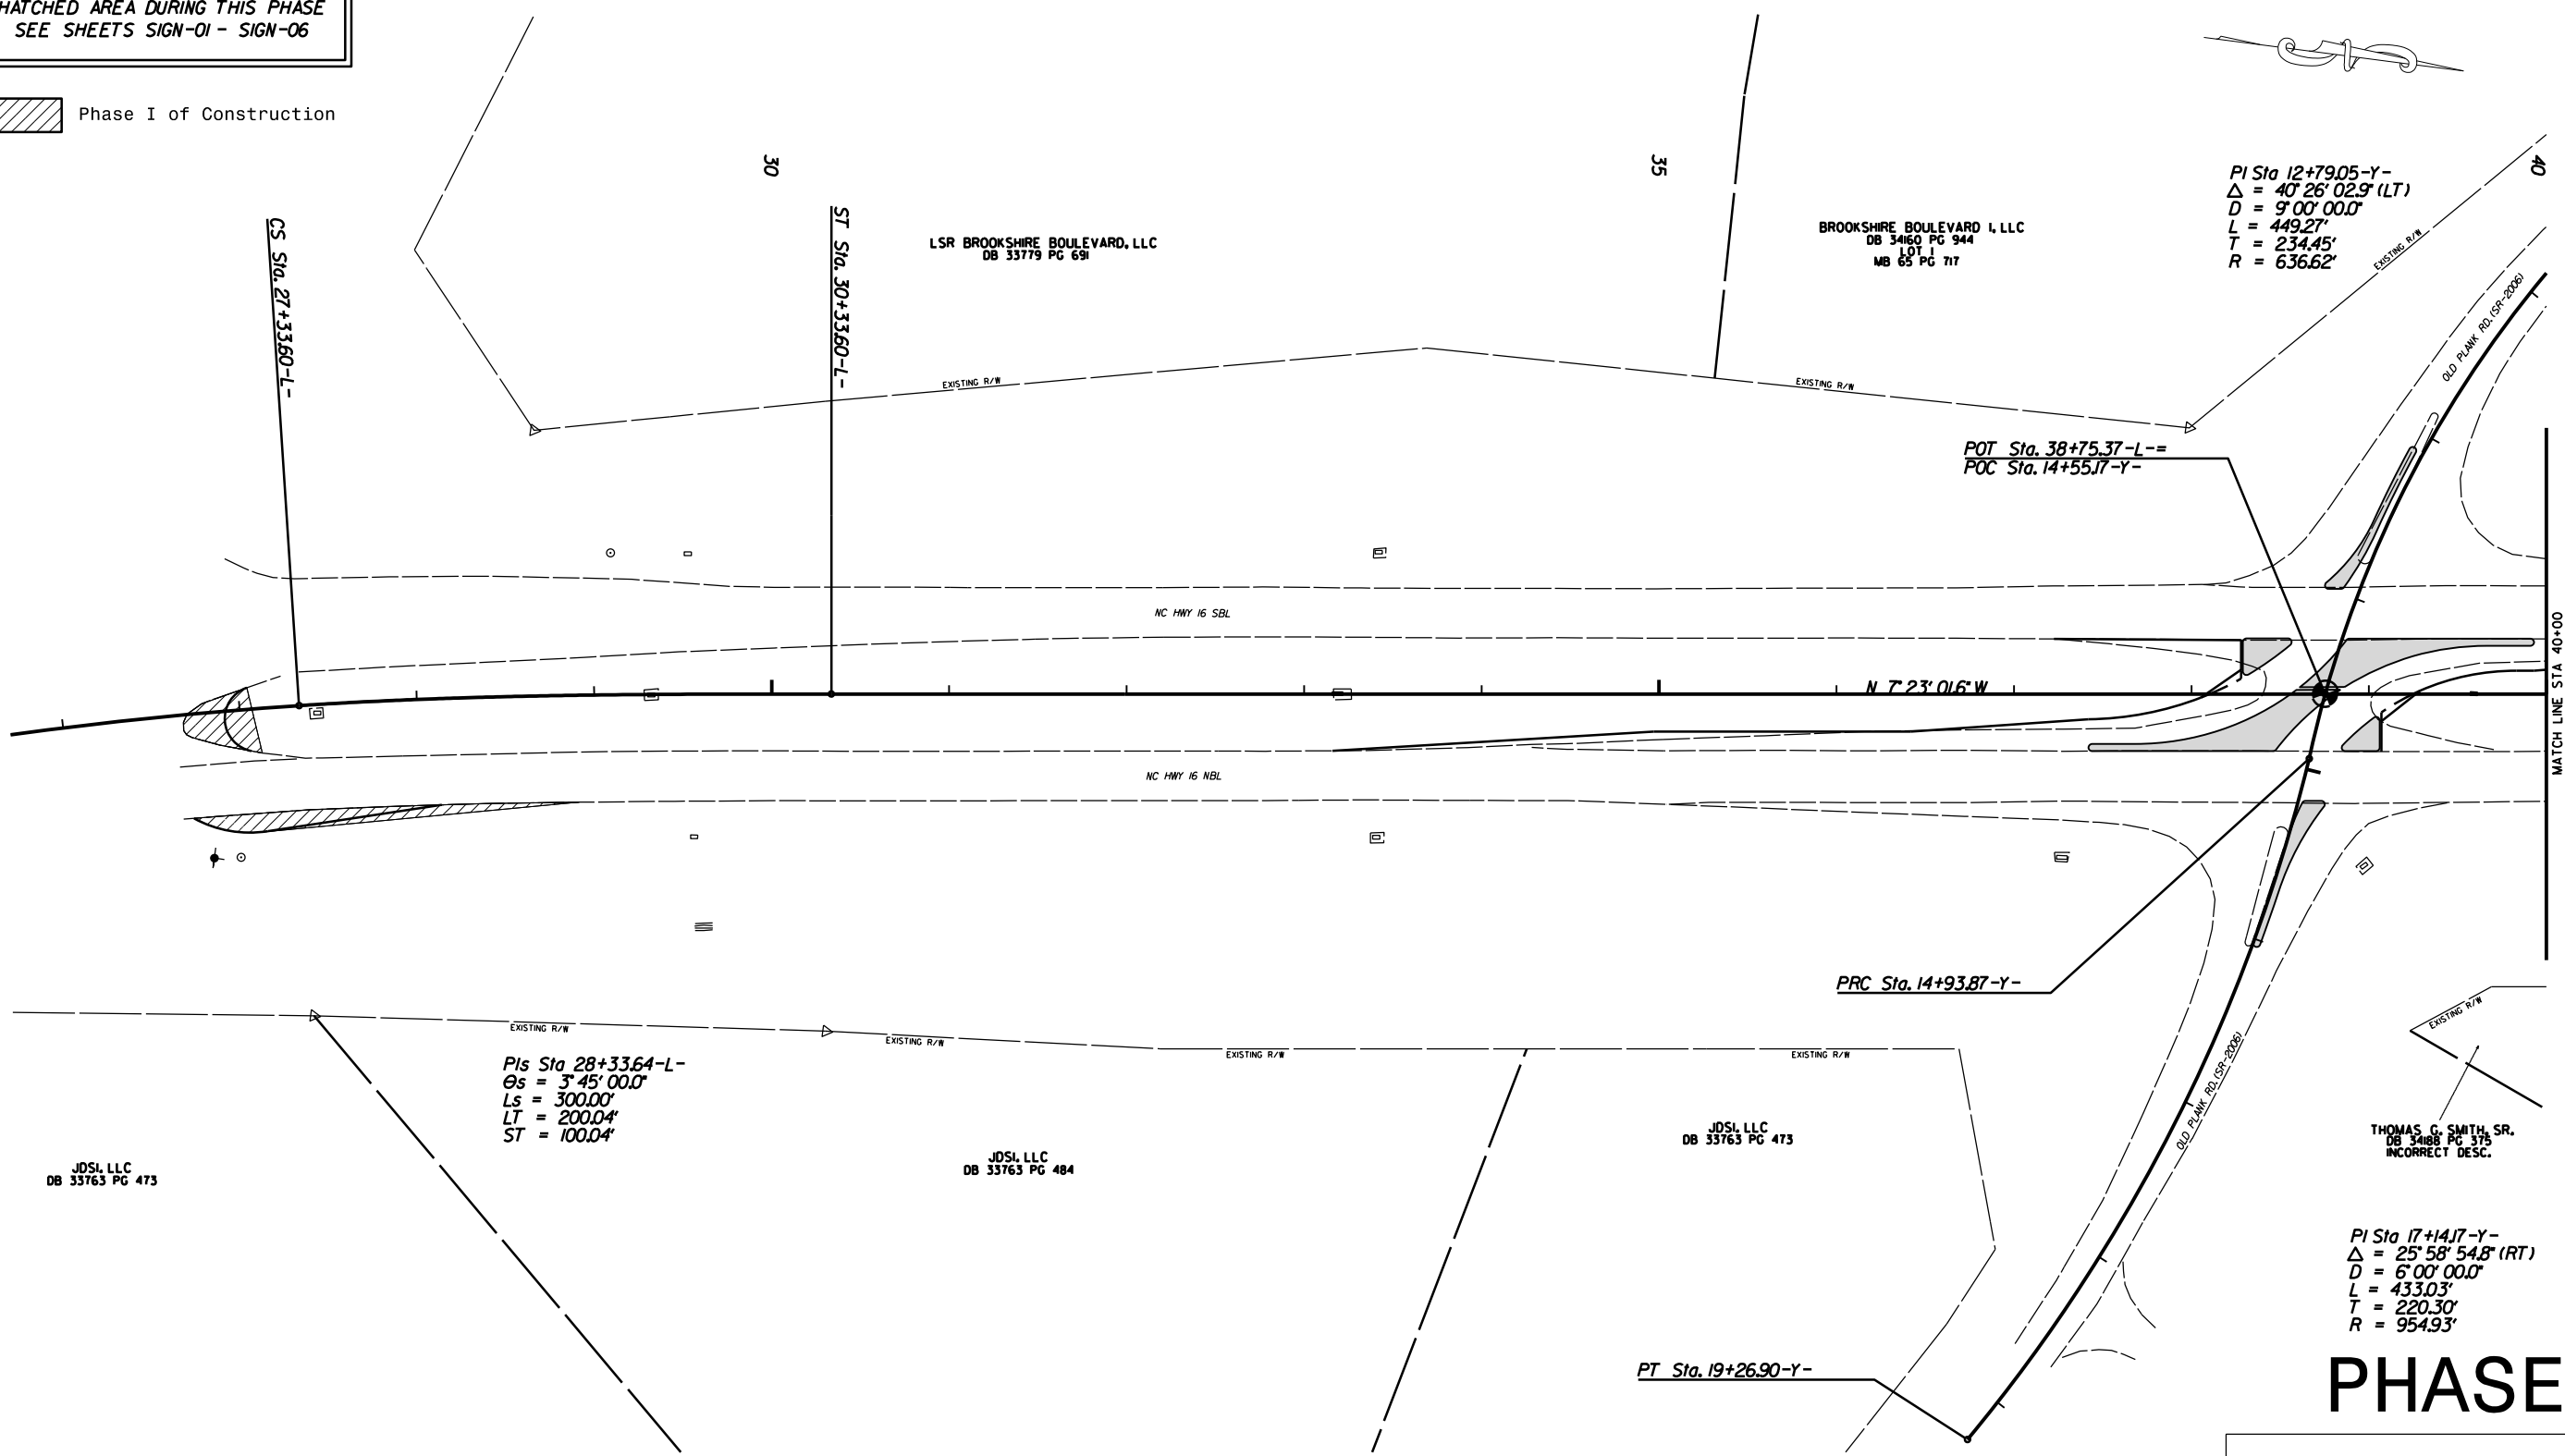 HATCHED AREA DURING THIS PHASE
SEE SHEETS SIGN-01 - SIGN-06
Phase I of Construction
30
35
40
CS Sta. 27+33.60-L-
ST Sta. 30+33.60-L-
LSR BROOKSHIRE BOULEVARD, LLC
DB 33779 PG 691
BROOKSHIRE BOULEVARD I, LLC
DB 34160 PG 944
LOT 1
MB 65 PG 717
PI Sta 12+79.05-Y-
Δ = 40° 26' 02.9" (LT)
D = 9° 00' 00.0"
L = 449.27'
T = 234.45'
R = 636.62'
EXISTING R/W
OLD PLANK RD. (SR-2006)
EXISTING R/W
EXISTING R/W
POT Sta. 38+75.37-L-=
POC Sta. 14+55.17-Y-
NC HWY 16 SBL
N 7° 23' 01.6" W
MATCH LINE STA 40+00
NC HWY 16 NBL
PRC Sta. 14+93.87-Y-
EXISTING R/W
EXISTING R/W
EXISTING R/W
EXISTING R/W
EXISTING R/W
OLD PLANK RD. (SR-2006)
PIs Sta 28+33.64-L-
Θs = 3° 45' 00.0"
Ls = 300.00'
LT = 200.04'
ST = 100.04'
JDSI, LLC
DB 33763 PG 473
JDSI, LLC
DB 33763 PG 484
JDSI, LLC
DB 33763 PG 473
THOMAS G. SMITH, SR.
DB 34188 PG 375
INCORRECT DESC.
PI Sta 17+14.17-Y-
Δ = 25° 58' 54.8" (RT)
D = 6° 00' 00.0"
L = 433.03'
T = 220.30'
R = 954.93'
PT Sta. 19+26.90-Y-
PHASE